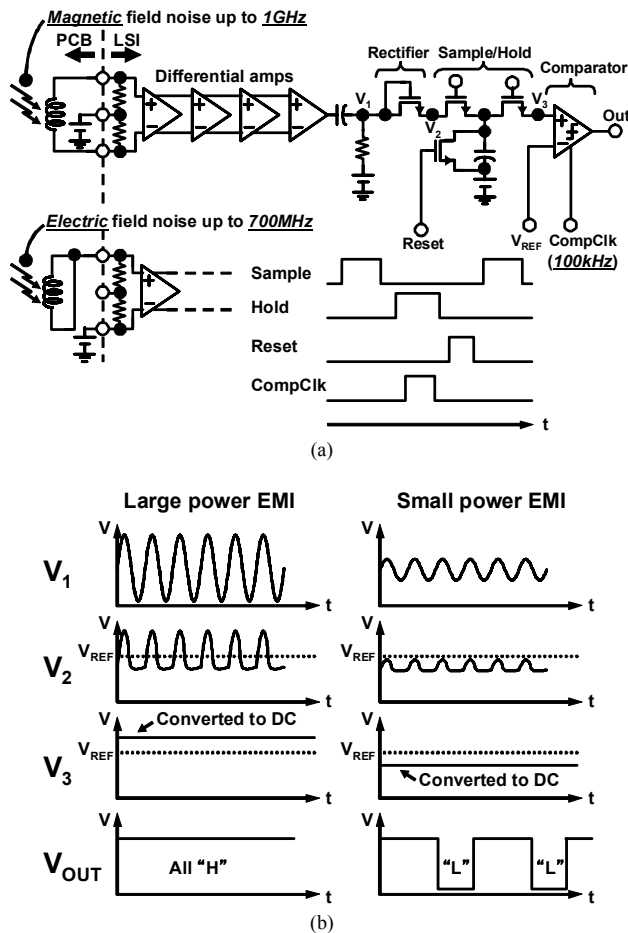 Magnetic field noise up to 1GHz
PCB LSI
Differential amps
Rectifier
Sample/Hold
Comparator
V1
V2
V3
+
−
+
−
+
−
+
−
+
−
Out
Reset
VREF
CompClk
(100kHz)
Electric field noise up to 700MHz
+
−
Sample
Hold
Reset
CompClk
t
(a)
Large power EMI
Small power EMI
V1
V
t
V
t
V2
V
VREF
t
V
VREF
t
V3
V
VREF
Converted to DC
t
V
VREF
Converted to DC
t
VOUT
V
All “H”
t
V
“L”
“L”
t
(b)